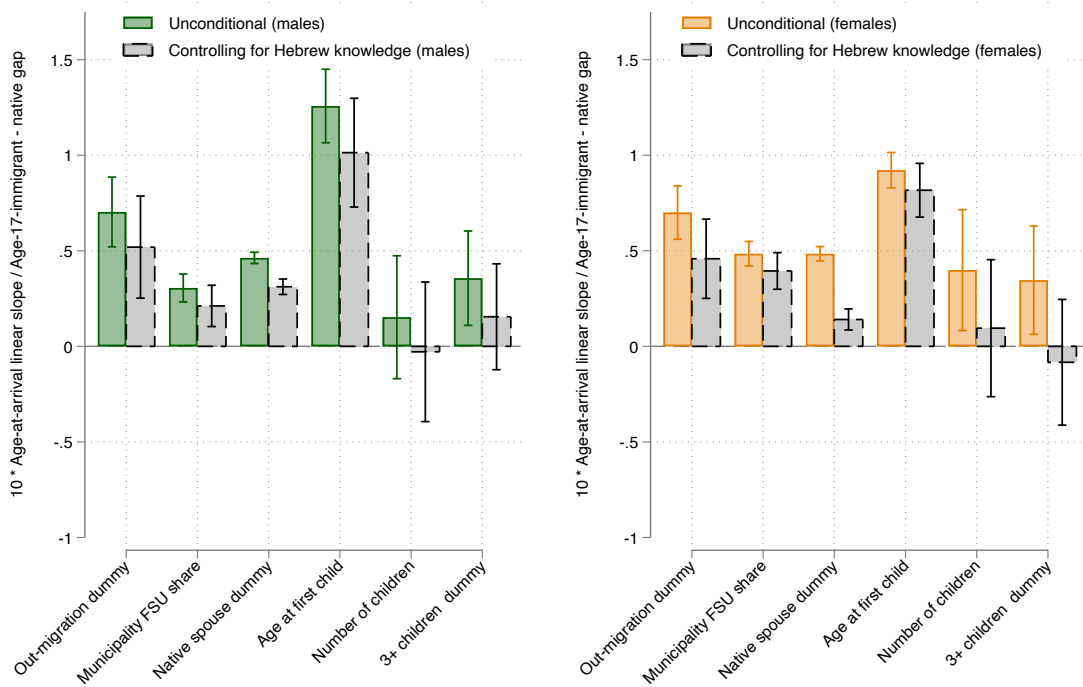 Unconditional (males)
Controlling for Hebrew knowledge (males)
10 * Age-at-arrival linear slope / Age-17-immigrant - native gap
1.5
1
.5
0
-.5
-1
Out-migration dummy
Municipality FSU share
Native spouse dummy
Age at first child
Number of children
3+ children dummy
Unconditional (females)
Controlling for Hebrew knowledge (females)
10 * Age-at-arrival linear slope / Age-17-immigrant - native gap
1.5
1
.5
0
-.5
-1
Out-migration dummy
Municipality FSU share
Native spouse dummy
Age at first child
Number of children
3+ children dummy